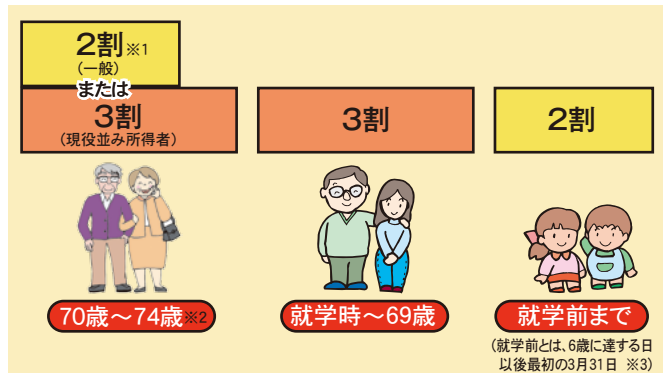 2割※1
(一般)
または
3割
(現役並み所得者)
3割
2割
70歳～74歳※2
就学時～69歳
就学前まで
(就学前とは、6歳に達する日
以後最初の3月31日 ※3)